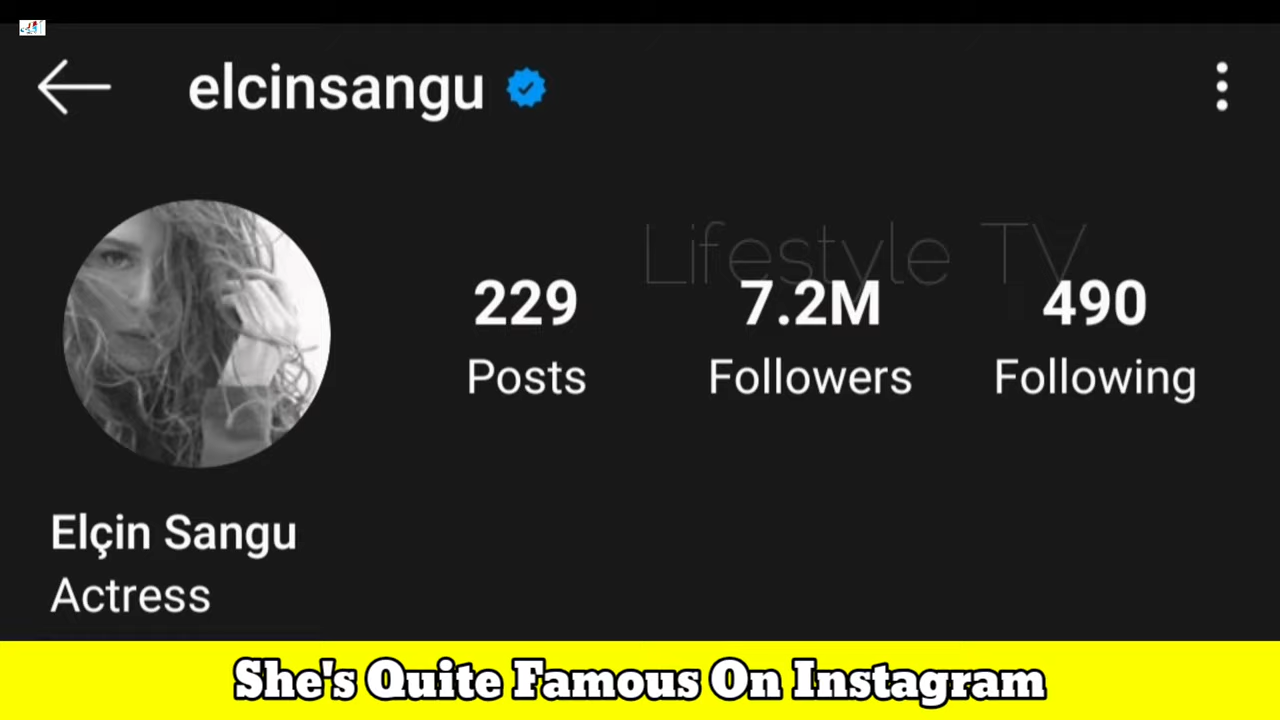 elcinsangu
Lifestyle TV
229 7.2M 490
Posts Followers Following
Elçin Sangu
Actress
She's Quite Famous On Instagram